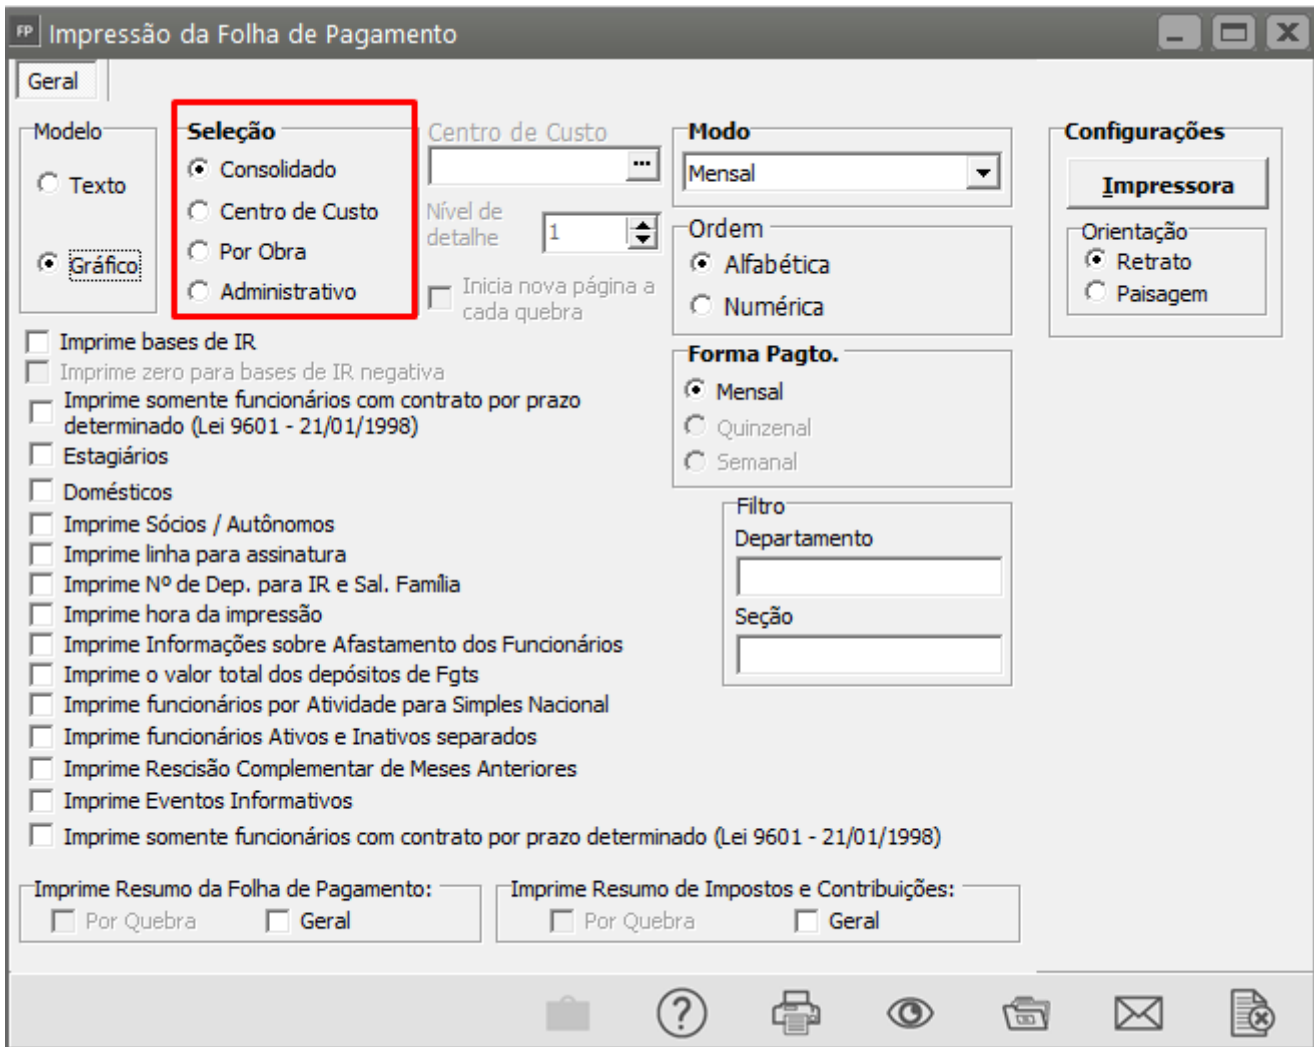 FP Impressão da Folha de Pagamento
Geral
Modelo
Texto
Gráfico
Seleção
Consolidado
Centro de Custo
Por Obra
Administrativo
Centro de Custo
...
Nível de
detalhe
1
Inicia nova página a
cada quebra
Modo
Mensal
Ordem
Alfabética
Numérica
Forma Pagto.
Mensal
Quinzenal
Semanal
Filtro
Departamento
Seção
Configurações
Impressora
Orientação
Retrato
Paisagem
Imprime bases de IR
Imprime zero para bases de IR negativa
Imprime somente funcionários com contrato por prazo
determinado (Lei 9601 - 21/01/1998)
Estagiários
Domésticos
Imprime Sócios / Autônomos
Imprime linha para assinatura
Imprime Nº de Dep. para IR e Sal. Família
Imprime hora da impressão
Imprime Informações sobre Afastamento dos Funcionários
Imprime o valor total dos depósitos de Fgts
Imprime funcionários por Atividade para Simples Nacional
Imprime funcionários Ativos e Inativos separados
Imprime Rescisão Complementar de Meses Anteriores
Imprime Eventos Informativos
Imprime somente funcionários com contrato por prazo determinado (Lei 9601 - 21/01/1998)
Imprime Resumo da Folha de Pagamento:
Por Quebra
Geral
Imprime Resumo de Impostos e Contribuições:
Por Quebra
Geral